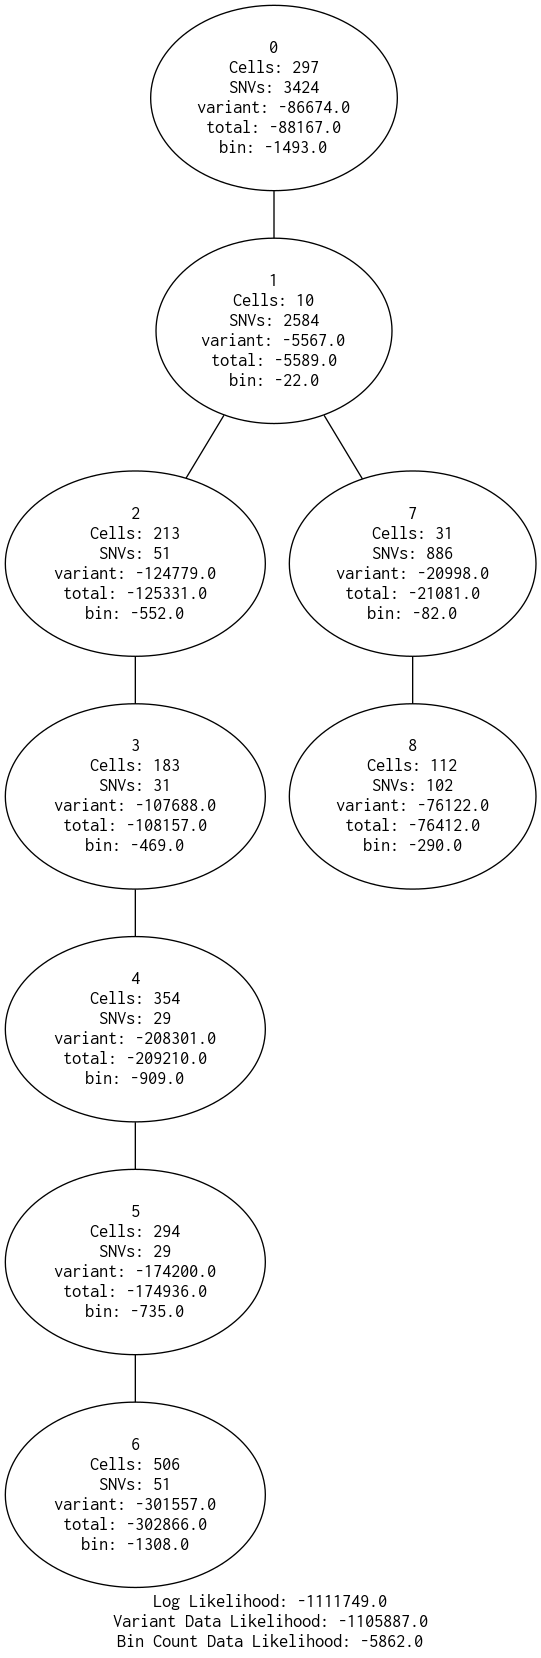 0
Cells: 297
SNVs: 3424
variant: -86674.0
total: -88167.0
bin: -1493.0
1
Cells: 10
SNVs: 2584
variant: -5567.0
total: -5589.0
bin: -22.0
2
Cells: 213
SNVs: 51
variant: -124779.0
total: -125331.0
bin: -552.0
7
Cells: 31
SNVs: 886
variant: -20998.0
total: -21081.0
bin: -82.0
3
Cells: 183
SNVs: 31
variant: -107688.0
total: -108157.0
bin: -469.0
8
Cells: 112
SNVs: 102
variant: -76122.0
total: -76412.0
bin: -290.0
4
Cells: 354
SNVs: 29
variant: -208301.0
total: -209210.0
bin: -909.0
5
Cells: 294
SNVs: 29
variant: -174200.0
total: -174936.0
bin: -735.0
6
Cells: 506
SNVs: 51
variant: -301557.0
total: -302866.0
bin: -1308.0
Log Likelihood: -1111749.0
Variant Data Likelihood: -1105887.0
Bin Count Data Likelihood: -5862.0